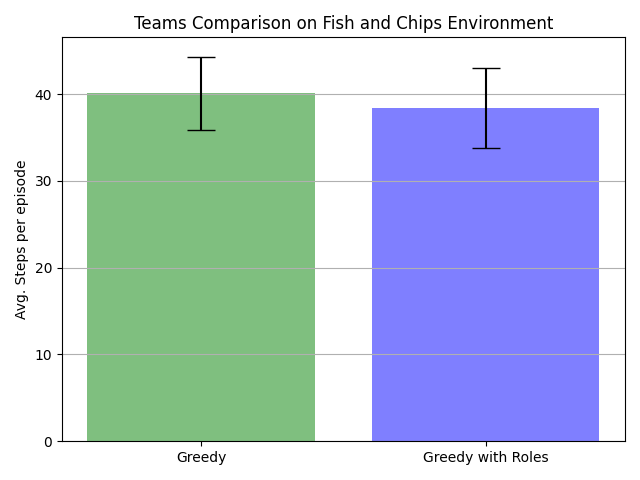 Teams Comparison on Fish and Chips Environment
Avg. Steps per episode
40
30
20
10
0
Greedy
Greedy with Roles